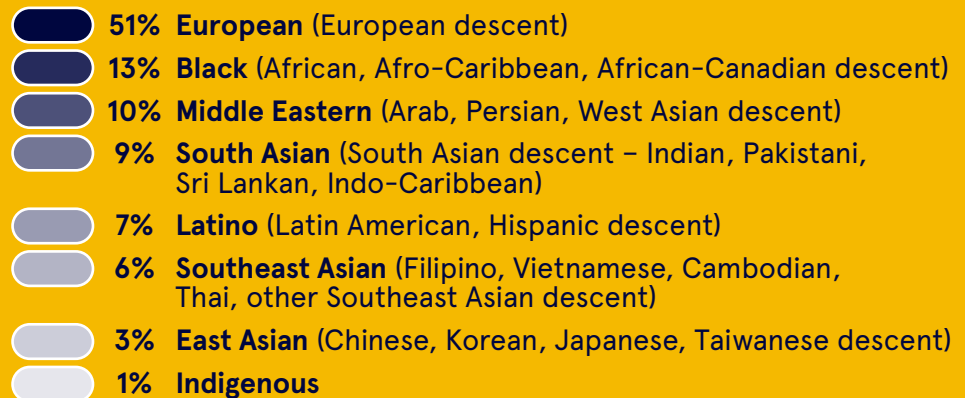 51% European (European descent)
13% Black (African, Afro-Caribbean, African-Canadian descent)
10% Middle Eastern (Arab, Persian, West Asian descent)
9% South Asian (South Asian descent – Indian, Pakistani,
Sri Lankan, Indo-Caribbean)
7% Latino (Latin American, Hispanic descent)
6% Southeast Asian (Filipino, Vietnamese, Cambodian,
Thai, other Southeast Asian descent)
3% East Asian (Chinese, Korean, Japanese, Taiwanese descent)
1% Indigenous